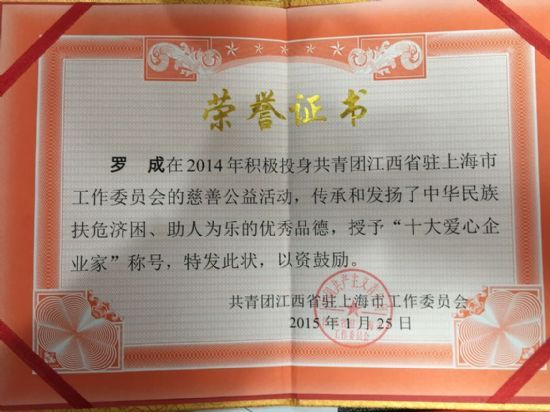 荣誉证书
罗 成在2014年积极投身共青团江西省驻上海市
工作委员会的慈善公益活动，传承和发扬了中华民族
扶危济困、助人为乐的优秀品德，授予“十大爱心企
业家”称号，特发此状，以资鼓励。
共青团江西省驻上海市工作委员会
2015年1月25日
工作委员会